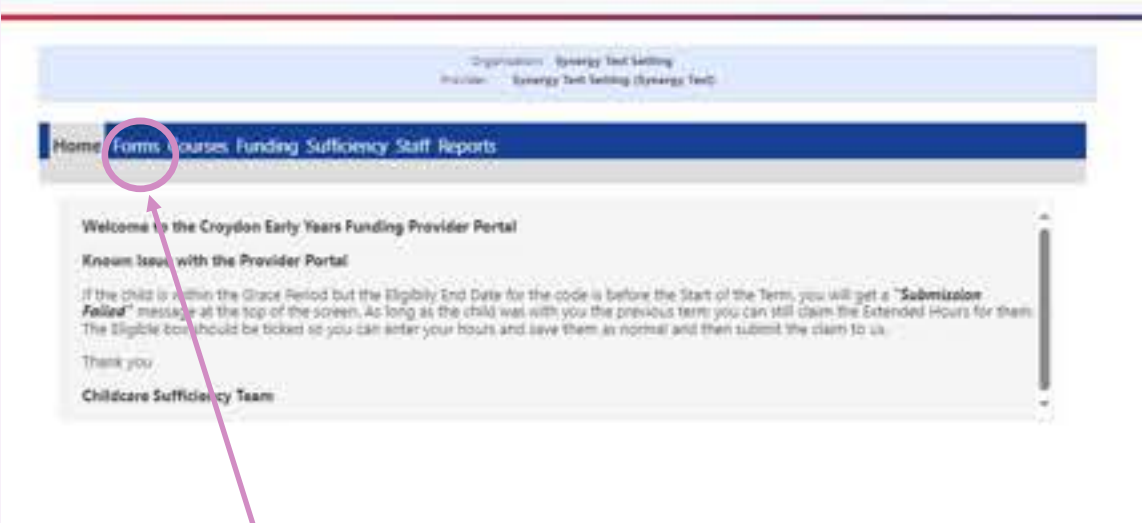 Organisation: Synergy Test Setting
Provider: Synergy Test Setting (Synergy Test)
Home Forms Courses Funding Sufficiency Staff Reports
Welcome to the Croydon Early Years Funding Provider Portal
Known Issue with the Provider Portal
If the child is within the Grace Period but the Eligibily End Date for the code is before the Start of the Term, you will get a "Submission
Failed" message at the top of the screen. As long as the child was with you the previous term you can still claim the Extended Hours for them.
The Eligible box should be ticked so you can enter your hours and save them as normal and then submit the claim to us.
Thank you
Childcare Sufficiency Team